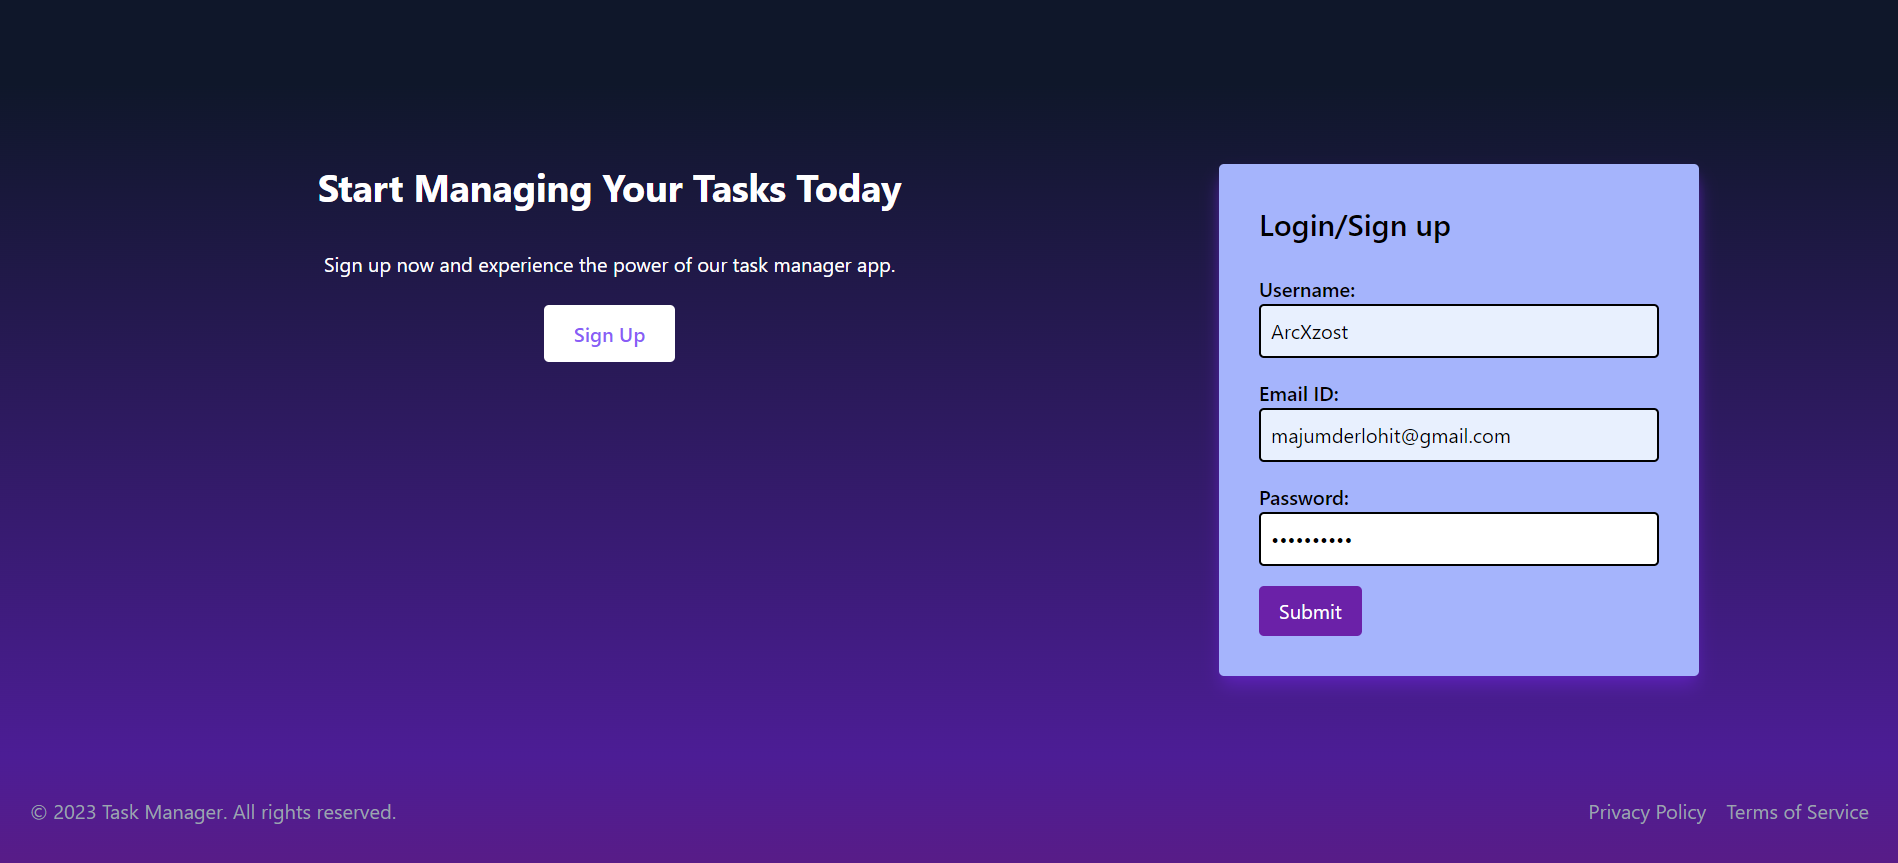 Start Managing Your Tasks Today
Sign up now and experience the power of our task manager app.
Sign Up
Login/Sign up
Username:
ArcXzost
Email ID:
majumderlohit@gmail.com
Password:
••••••••••
Submit
© 2023 Task Manager. All rights reserved.
Privacy Policy Terms of Service